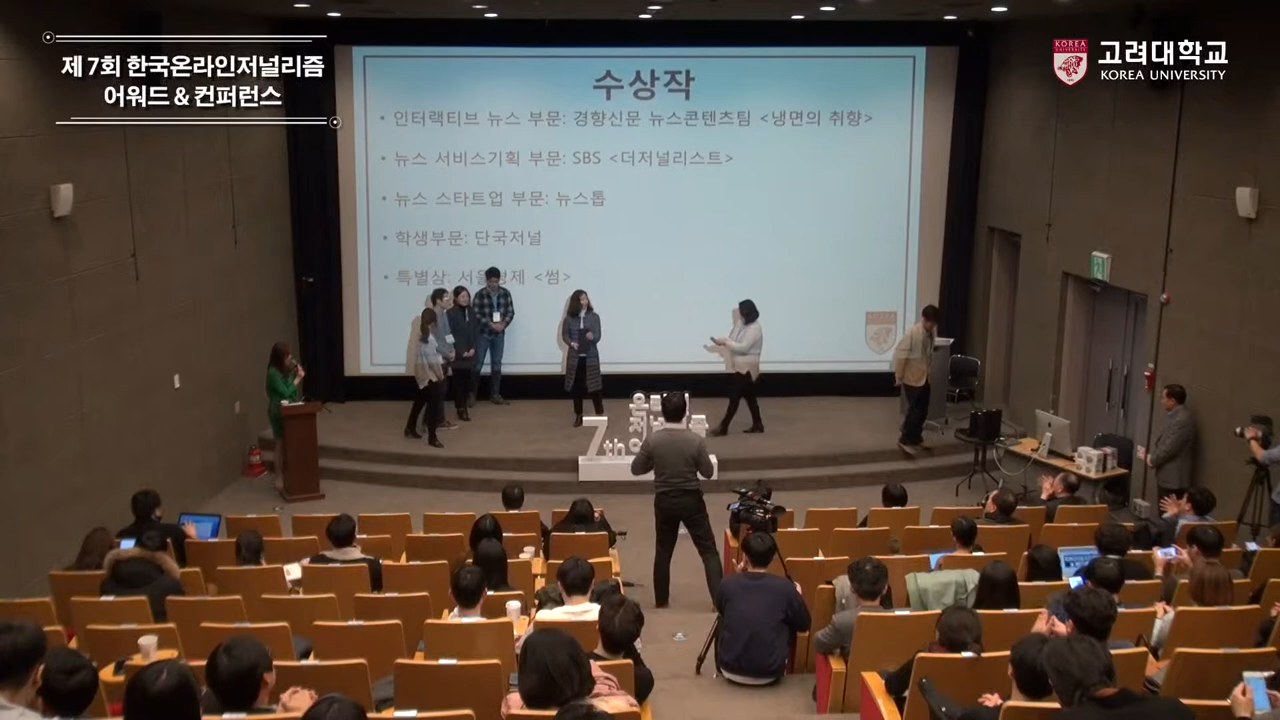 제 7회 한국온라인저널리즘
어워드 & 컨퍼런스
KOREA
UNIVERSITY
고려대학교
KOREA UNIVERSITY
수상작
• 인터랙티브 뉴스 부문: 경향신문 뉴스콘텐츠팀 <냉면의 취향>
• 뉴스 서비스기획 부문: SBS <더저널리스트>
• 뉴스 스타트업 부문: 뉴스톱
• 학생부문: 단국저널
• 특별상: 서울경제 <썸>
KOREA
7th